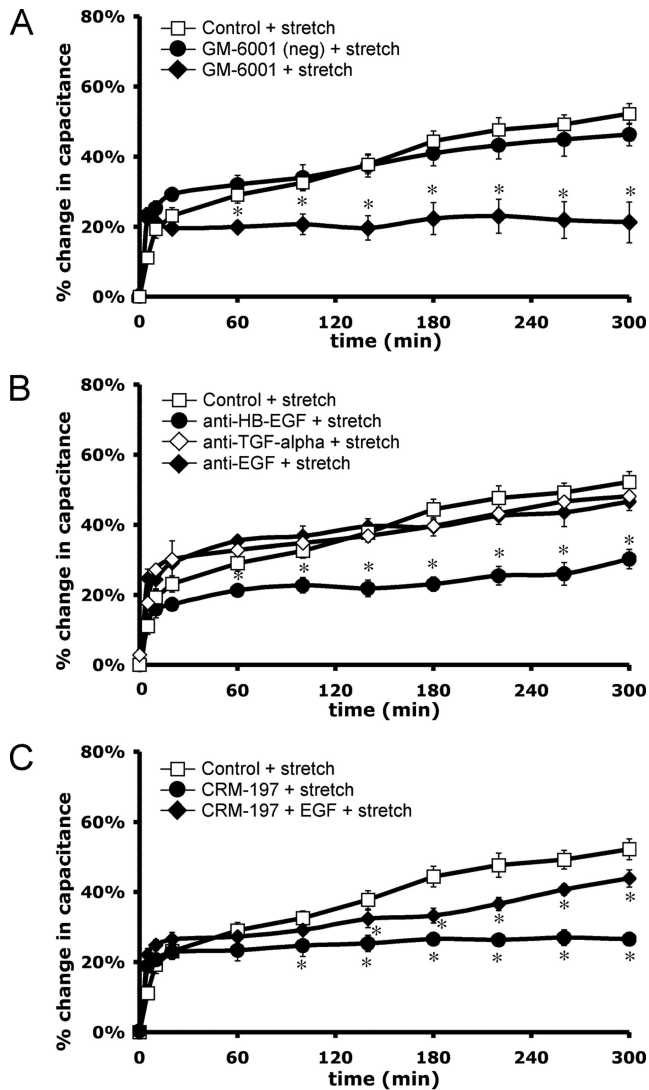 A
80%
60%
40%
20%
0%
% change in capacitance
Control + stretch
GM-6001 (neg) + stretch
GM-6001 + stretch
* * * * * * *
0 60 120 180 240 300
time (min)
B
80%
60%
40%
20%
0%
% change in capacitance
Control + stretch
anti-HB-EGF + stretch
anti-TGF-alpha + stretch
anti-EGF + stretch
* * * * * * *
0 60 120 180 240 300
time (min)
C
80%
60%
40%
20%
0%
% change in capacitance
Control + stretch
CRM-197 + stretch
CRM-197 + EGF + stretch
* * * * *
* * * * * *
0 60 120 180 240 300
time (min)